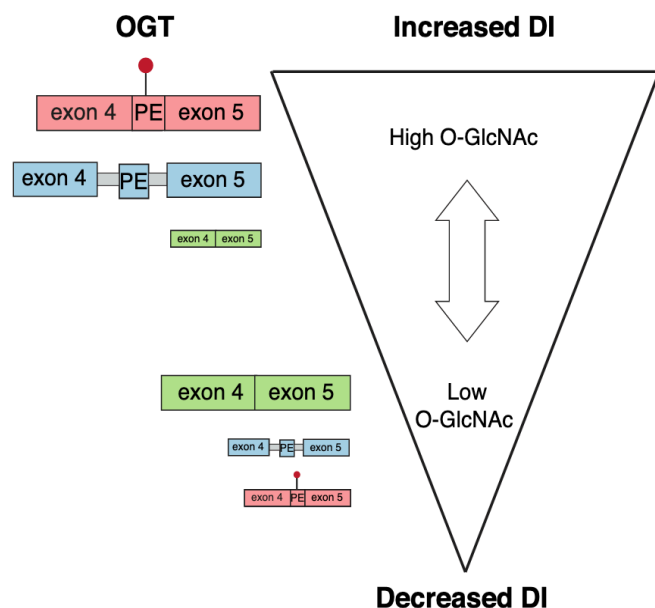 OGT
Increased DI
exon 4 PE exon 5
High O-GlcNAc
exon 4 PE exon 5
exon 4 exon 5
exon 4 exon 5
Low
O-GlcNAc
exon 4 PE exon 5
exon 4 PE exon 5
Decreased DI